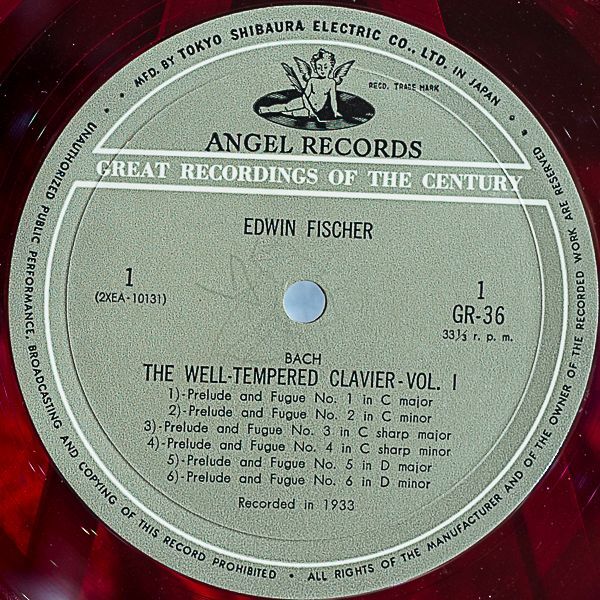 • MFD. BY TOKYO SHIBAURA ELECTRIC CO., LTD. IN JAPAN •
REGD. TRADE MARK
ANGEL RECORDS
GREAT RECORDINGS OF THE CENTURY
EDWIN FISCHER
1
(2XEA-10131)
1
GR-36
33⅓ r. p. m.
BACH
THE WELL-TEMPERED CLAVIER-VOL. I
1)-Prelude and Fugue No. 1 in C major
2)-Prelude and Fugue No. 2 in C minor
3)-Prelude and Fugue No. 3 in C sharp major
4)-Prelude and Fugue No. 4 in C sharp minor
5)-Prelude and Fugue No. 5 in D major
6)-Prelude and Fugue No. 6 in D minor
Recorded in 1933
UNAUTHORIZED PUBLIC PERFORMANCE, BROADCASTING AND COPYING OF THIS RECORD PROHIBITED • ALL RIGHTS OF THE MANUFACTURER AND OF THE OWNER OF THE RECORDED WORK ARE RESERVED